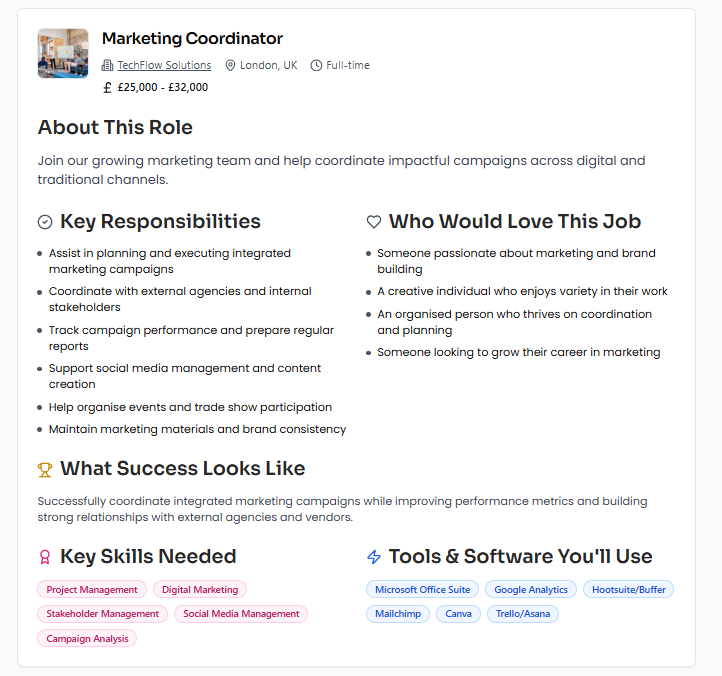 Marketing Coordinator
TechFlow Solutions London, UK Full-time
£ £25,000 - £32,000
About This Role
Join our growing marketing team and help coordinate impactful campaigns across digital and
traditional channels.
Key Responsibilities
Assist in planning and executing integrated
marketing campaigns
Coordinate with external agencies and internal
stakeholders
Track campaign performance and prepare regular
reports
Support social media management and content
creation
Help organise events and trade show participation
Maintain marketing materials and brand consistency
Who Would Love This Job
Someone passionate about marketing and brand
building
A creative individual who enjoys variety in their work
An organised person who thrives on coordination
and planning
Someone looking to grow their career in marketing
What Success Looks Like
Successfully coordinate integrated marketing campaigns while improving performance metrics and building
strong relationships with external agencies and vendors.
Key Skills Needed
Project Management Digital Marketing
Stakeholder Management Social Media Management
Campaign Analysis
Tools & Software You'll Use
Microsoft Office Suite Google Analytics Hootsuite/Buffer
Mailchimp Canva Trello/Asana